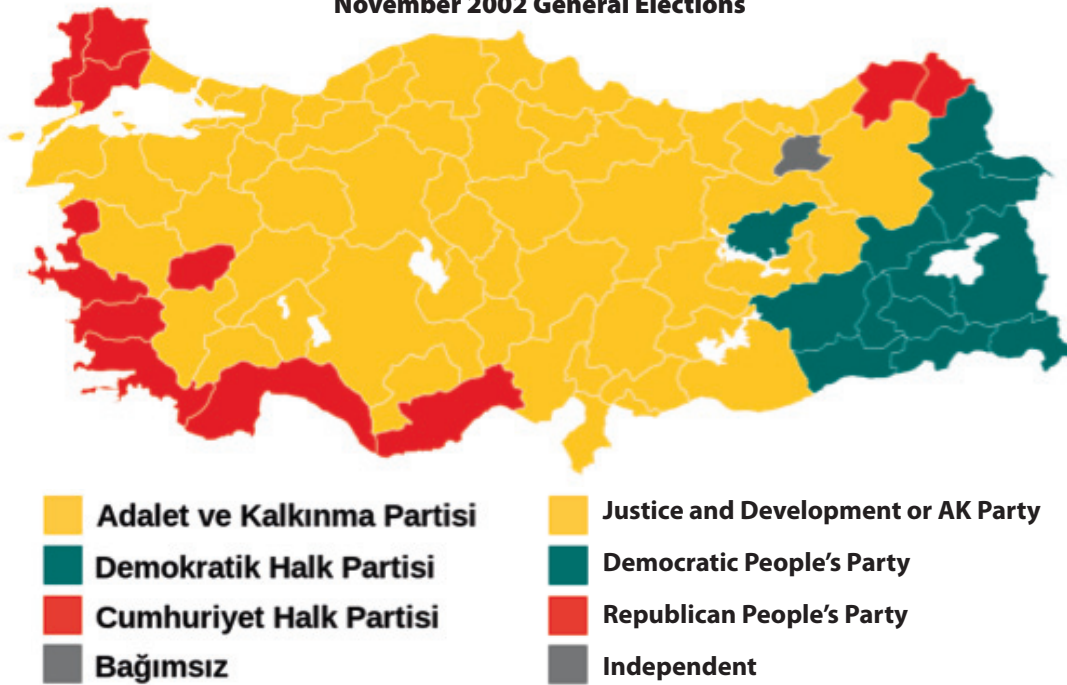 November 2002 General Elections
Adalet ve Kalkınma Partisi
Demokratik Halk Partisi
Cumhuriyet Halk Partisi
Bağımsız
Justice and Development or AK Party
Democratic People's Party
Republican People's Party
Independent